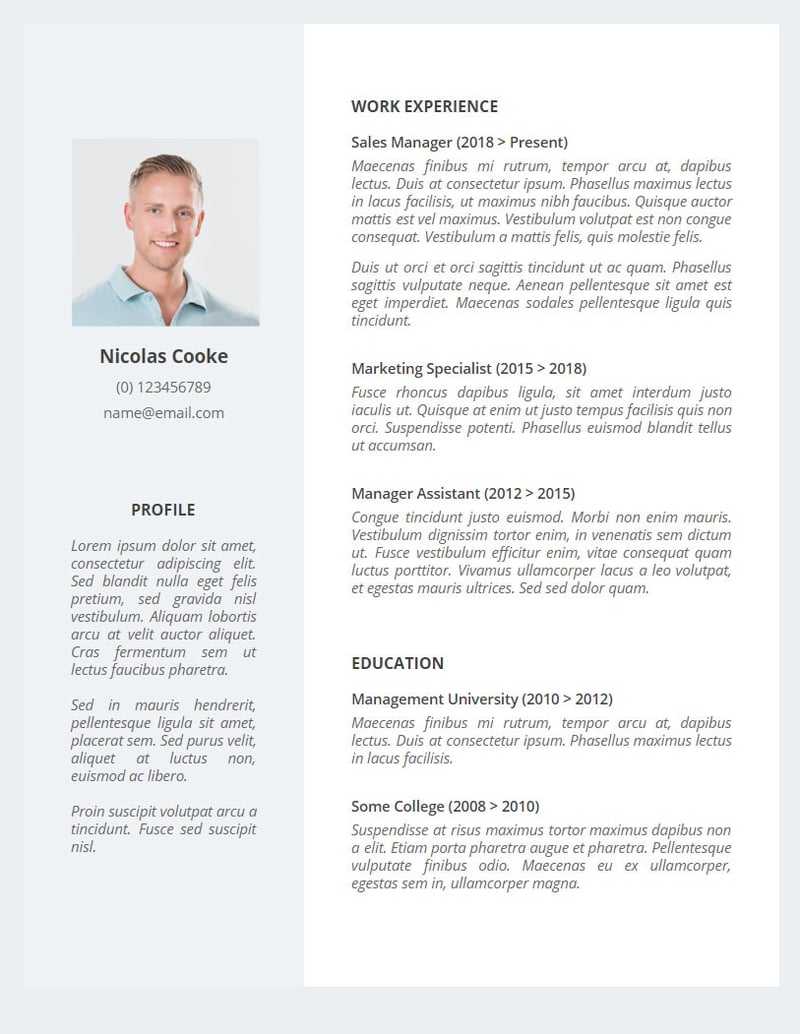 Nicolas Cooke
(0) 123456789
name@email.com
PROFILE
Lorem ipsum dolor sit amet,
consectetur adipiscing elit.
Sed blandit nulla eget felis
pretium, sed gravida nisl
vestibulum. Aliquam lobortis
arcu at velit auctor aliquet.
Cras fermentum sem ut
lectus faucibus pharetra.
Sed in mauris hendrerit,
pellentesque ligula sit amet,
placerat sem. Sed purus velit,
aliquet at luctus non,
euismod ac libero.
Proin suscipit volutpat arcu a
tincidunt. Fusce sed suscipit
nisl.
WORK EXPERIENCE
Sales Manager (2018 > Present)
Maecenas finibus mi rutrum, tempor arcu at, dapibus
lectus. Duis at consectetur ipsum. Phasellus maximus lectus
in lacus facilisis, ut maximus nibh faucibus. Quisque auctor
mattis est vel maximus. Vestibulum volutpat est non congue
consequat. Vestibulum a mattis felis, quis molestie felis.
Duis ut orci et orci sagittis tincidunt ut ac quam. Phasellus
sagittis vulputate neque. Aenean pellentesque sit amet est
eget imperdiet. Maecenas sodales pellentesque ligula quis
tincidunt.
Marketing Specialist (2015 > 2018)
Fusce rhoncus dapibus ligula, sit amet interdum justo
iaculis ut. Quisque at enim ut justo tempus facilisis quis non
orci. Suspendisse potenti. Phasellus euismod blandit tellus
ut accumsan.
Manager Assistant (2012 > 2015)
Congue tincidunt justo euismod. Morbi non enim mauris.
Vestibulum dignissim tortor enim, in venenatis sem dictum
ut. Fusce vestibulum efficitur enim, vitae consequat quam
luctus porttitor. Vivamus ullamcorper lacus a leo volutpat,
et egestas mauris ultrices. Sed sed dolor quam.
EDUCATION
Management University (2010 > 2012)
Maecenas finibus mi rutrum, tempor arcu at, dapibus
lectus. Duis at consectetur ipsum. Phasellus maximus lectus
in lacus facilisis.
Some College (2008 > 2010)
Suspendisse at risus maximus tortor maximus dapibus non
a elit. Etiam porta pharetra augue et pharetra. Pellentesque
vulputate finibus odio. Maecenas eu ex ullamcorper,
egestas sem in, ullamcorper magna.